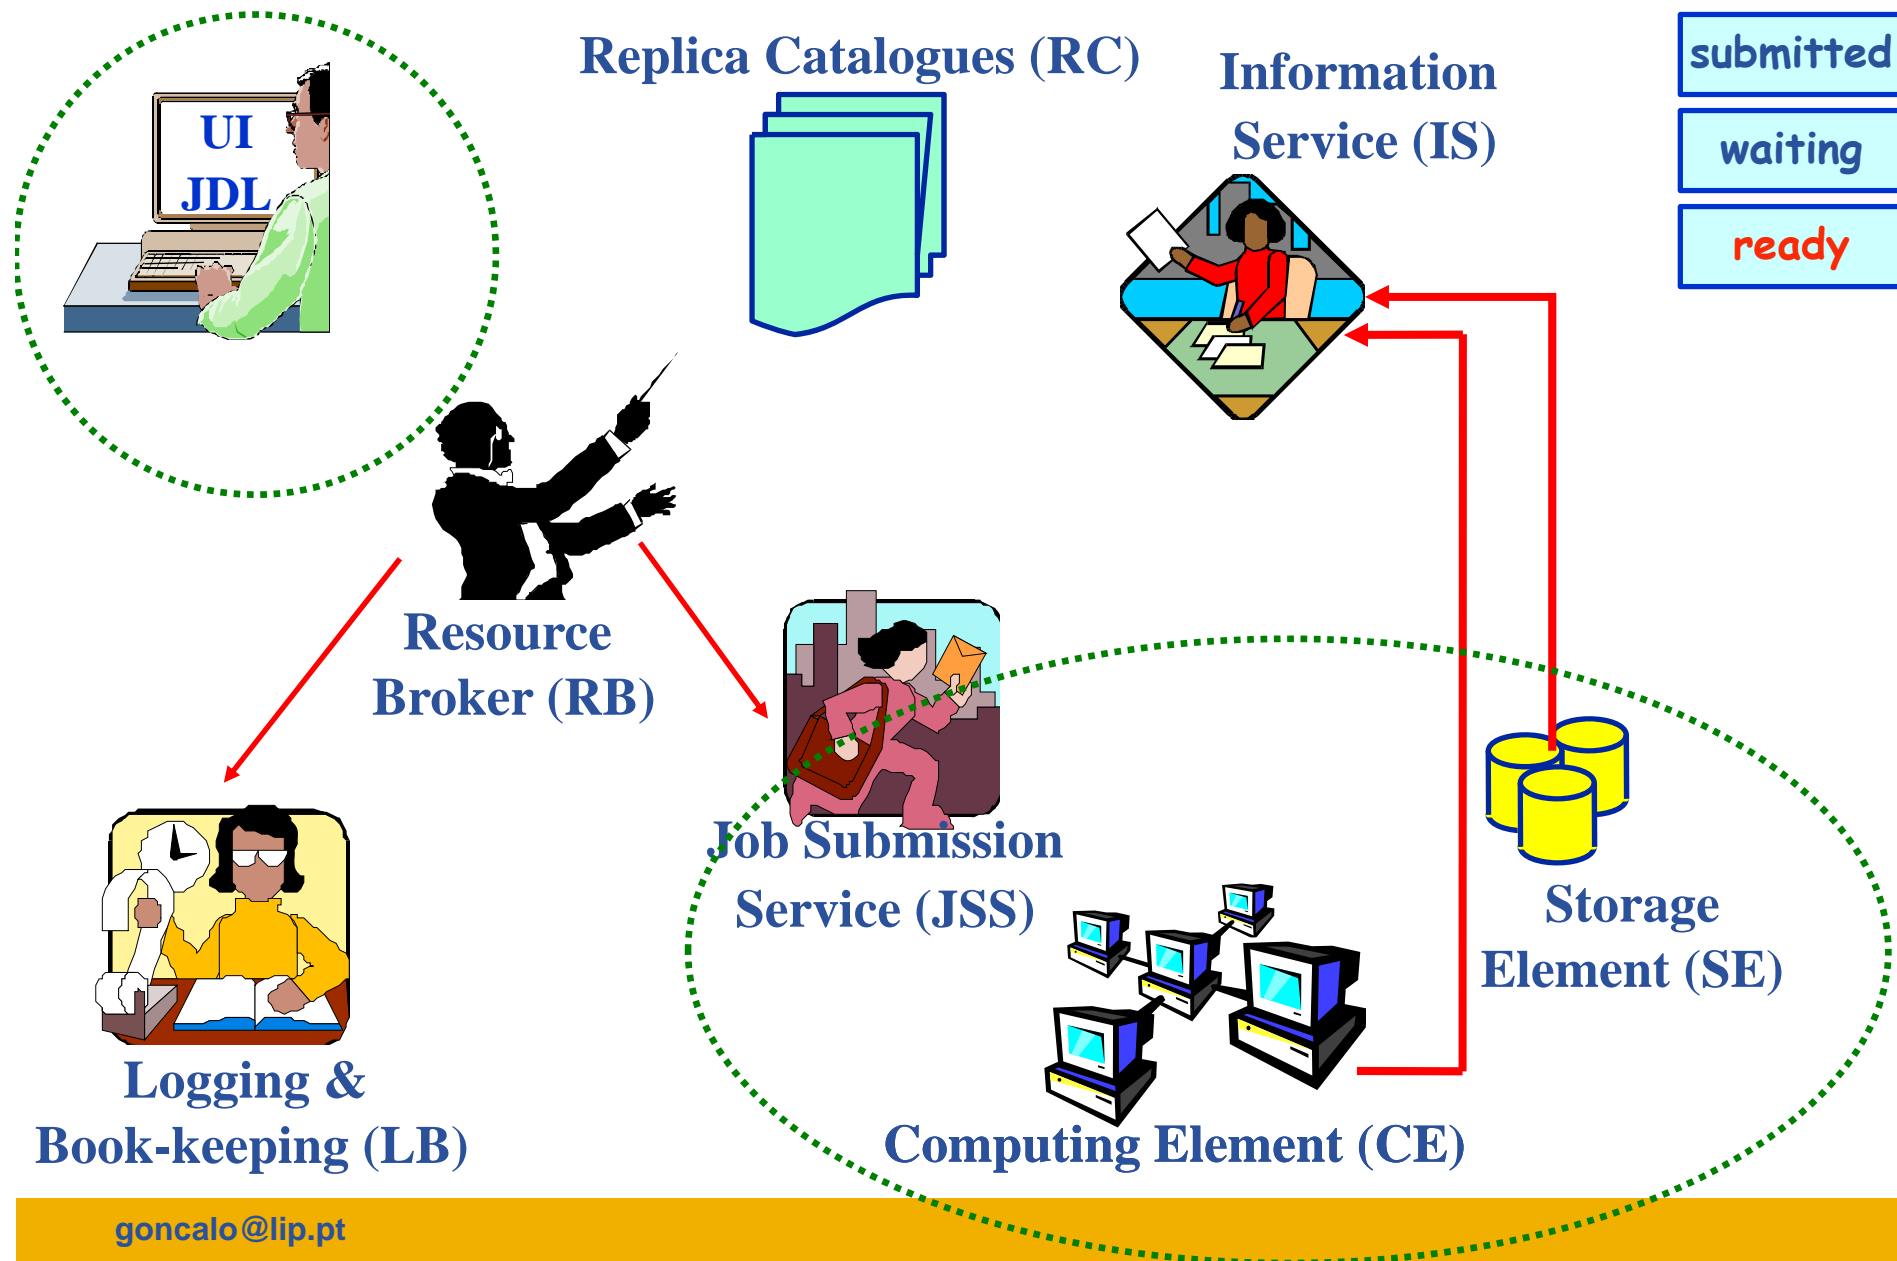 UI
JDL
Replica Catalogues (RC)
Information
Service (IS)
submitted
waiting
ready
Resource
Broker (RB)
Job Submission
Service (JSS)
Storage
Element (SE)
Logging &
Book-keeping (LB)
Computing Element (CE)
goncalo@lip.pt